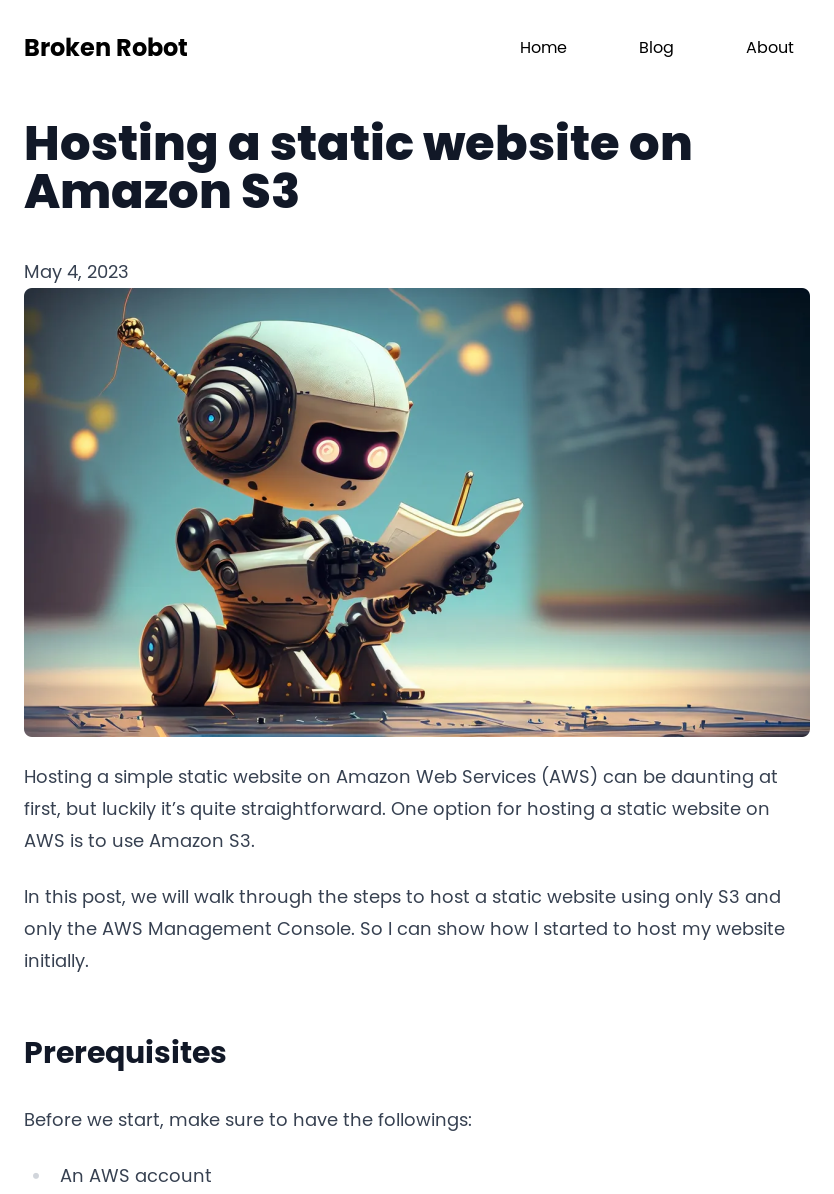 Broken Robot
Home
Blog
About
Hosting a static website on
Amazon S3
May 4, 2023
Hosting a simple static website on Amazon Web Services (AWS) can be daunting at
first, but luckily it’s quite straightforward. One option for hosting a static website on
AWS is to use Amazon S3.
In this post, we will walk through the steps to host a static website using only S3 and
only the AWS Management Console. So I can show how I started to host my website
initially.
Prerequisites
Before we start, make sure to have the followings:
An AWS account